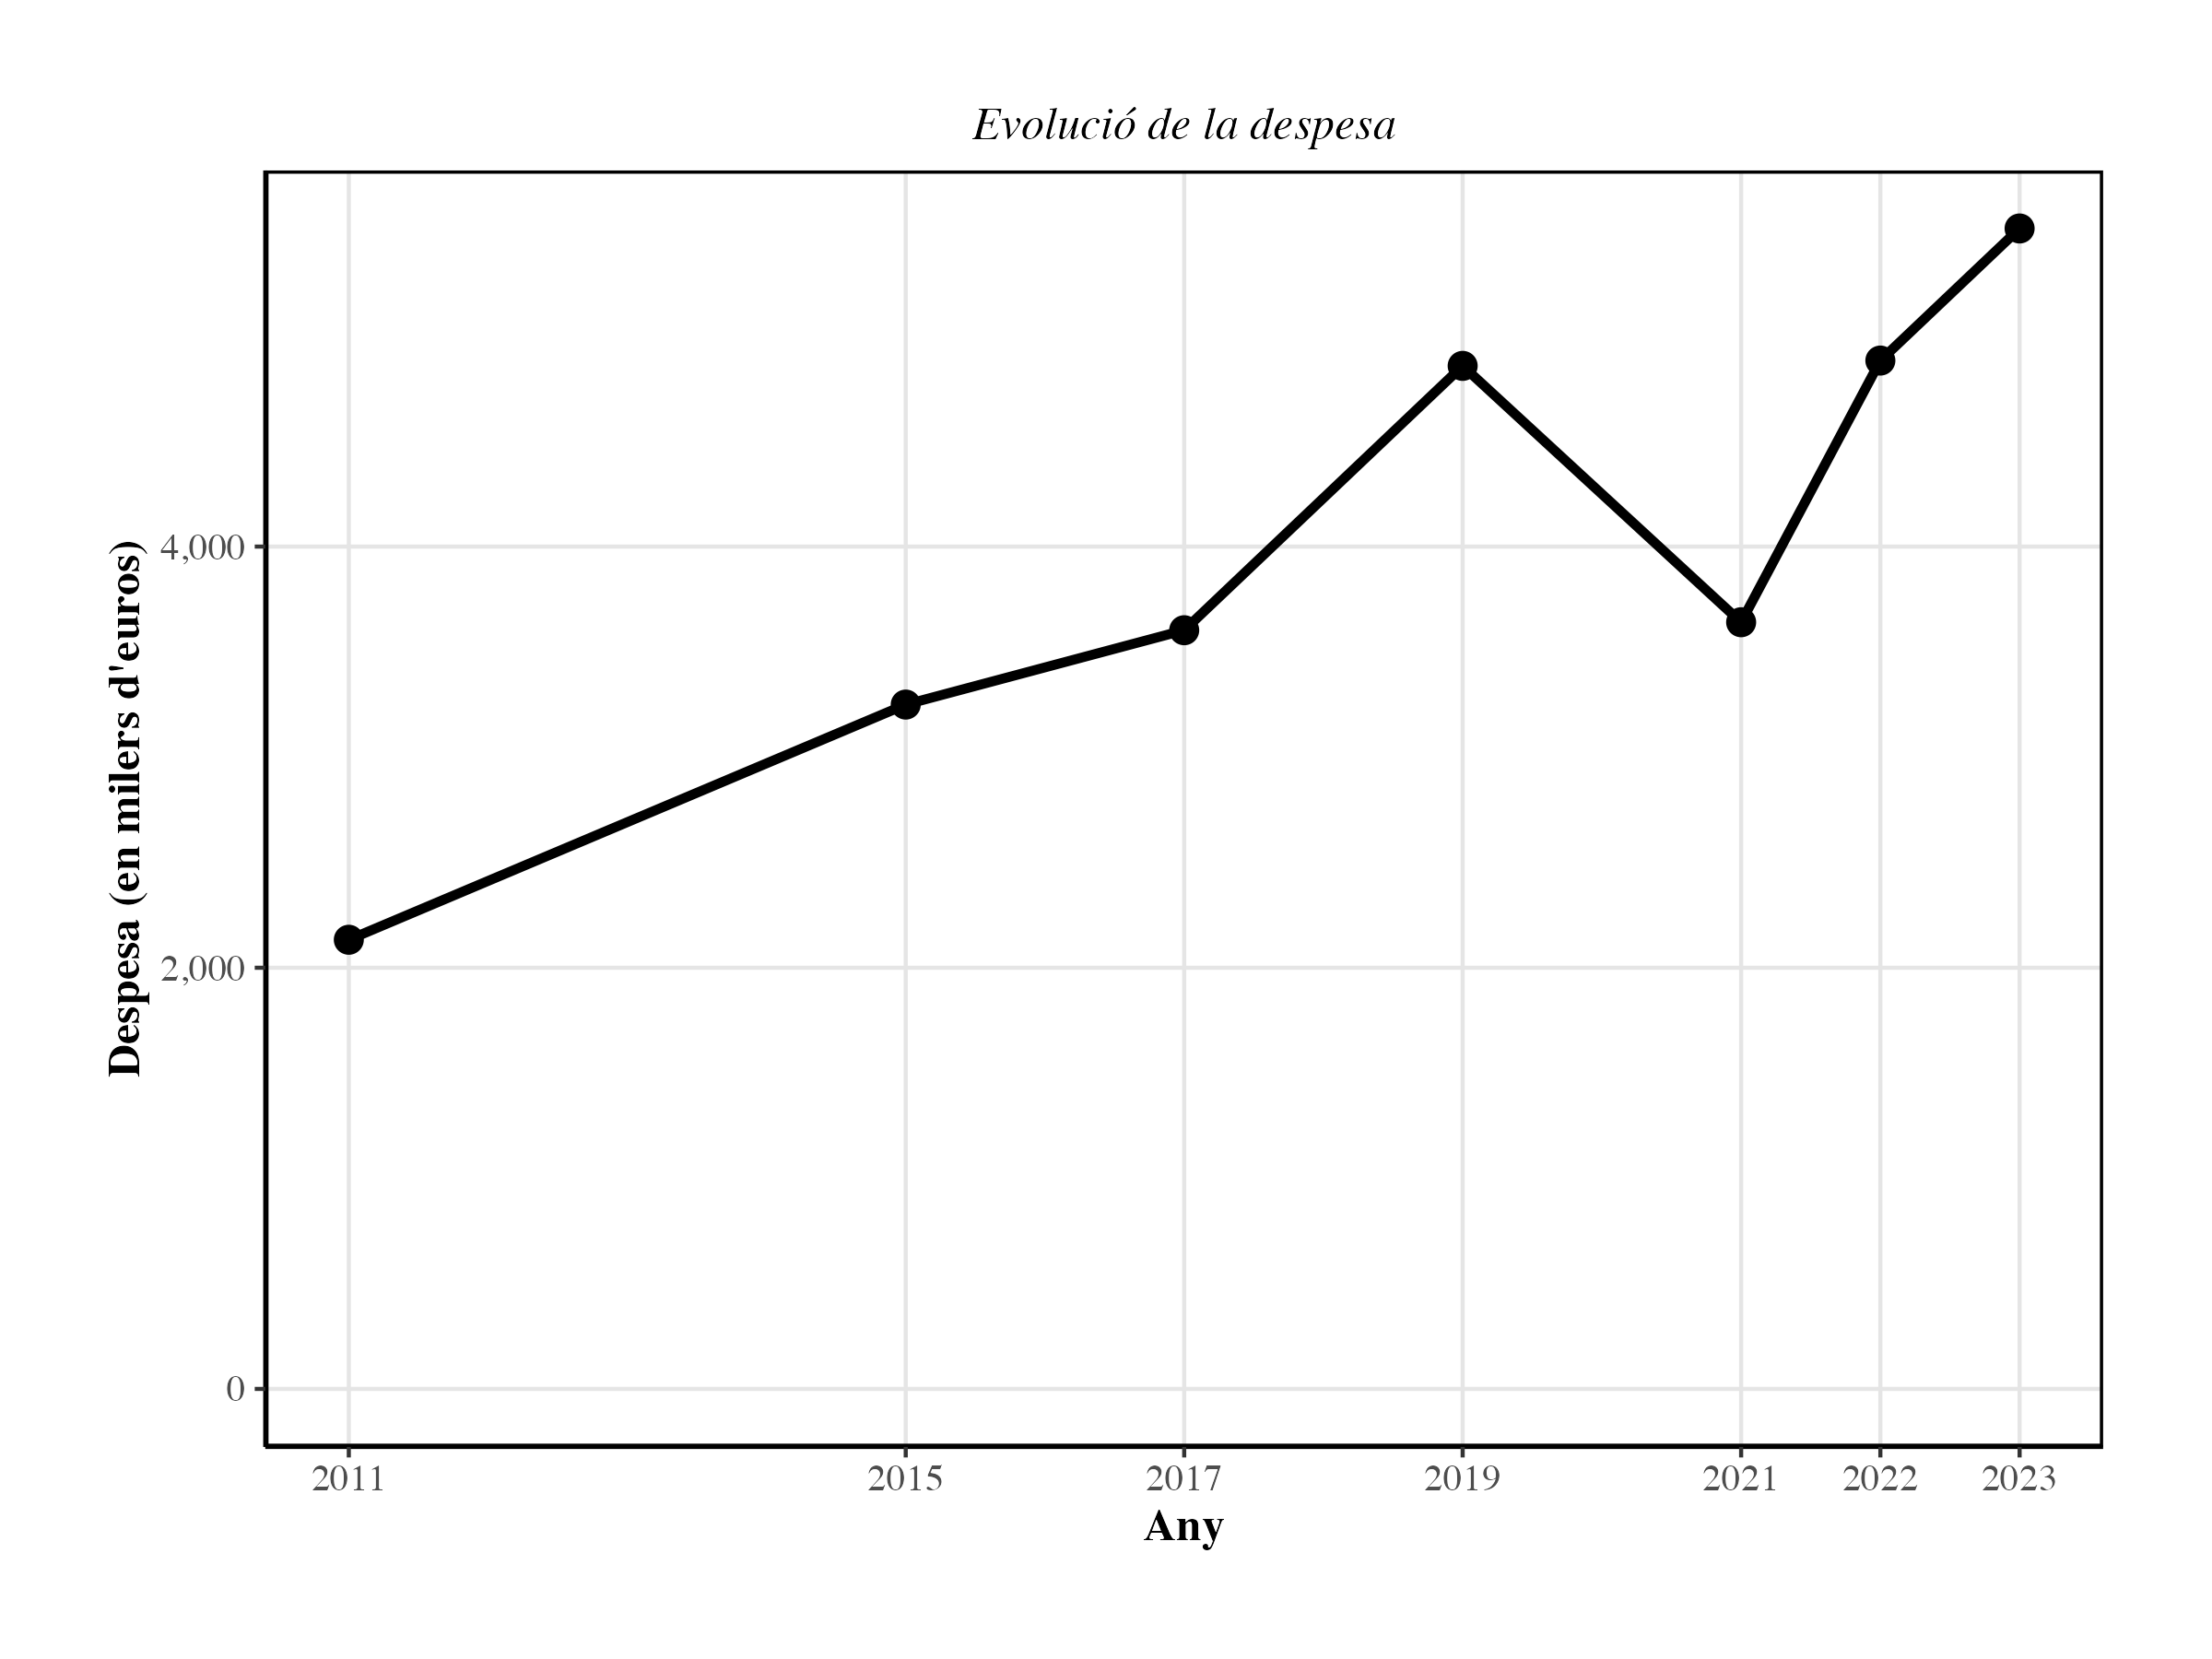 Evolució de la despesa
Despesa (en milers d'euros)
4,000
2,000
0
2011 2015 2017 2019 2021 2022 2023
Any